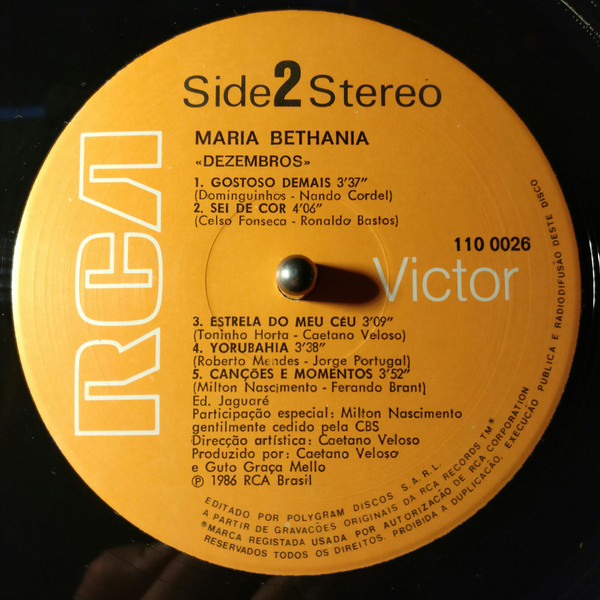 Side 2 Stereo
MARIA BETHANIA
«DEZEMBROS»
1. GOSTOSO DEMAIS 3'37"
(Dominguinhos - Nando Cordel)
2. SEI DE COR 4'06"
(Celso Fonseca - Ronaldo Bastos)
110 0026
RCA
Victor
3. ESTRELA DO MEU CÉU 3'09"
(Toninho Horta - Caetano Veloso)
4. YORUBAHIA 3'38"
(Roberto Mendes - Jorge Portugal)
5. CANÇÕES E MOMENTOS 3'52"
(Milton Nascimento - Ferando Brant)
Ed. Jaguaré
Participação especial: Milton Nascimento
gentilmente cedido pela CBS
Direcção artística: Caetano Veloso
Produzido por: Caetano Veloso
e Guto Graça Mello
℗ 1986 RCA Brasil
EDITADO POR POLYGRAM DISCOS S.A.R.L.
A PARTIR DE GRAVAÇÕES ORIGINAIS DA RCA RECORDS TM®
®MARCA REGISTRADA USADA POR AUTORIZAÇÃO DE RCA CORPORATION
RESERVADOS TODOS OS DIREITOS. PROIBIDA A DUPLICAÇÃO, EXECUÇÃO PUBLICA E RADIODIFUSÃO DESTE DISCO